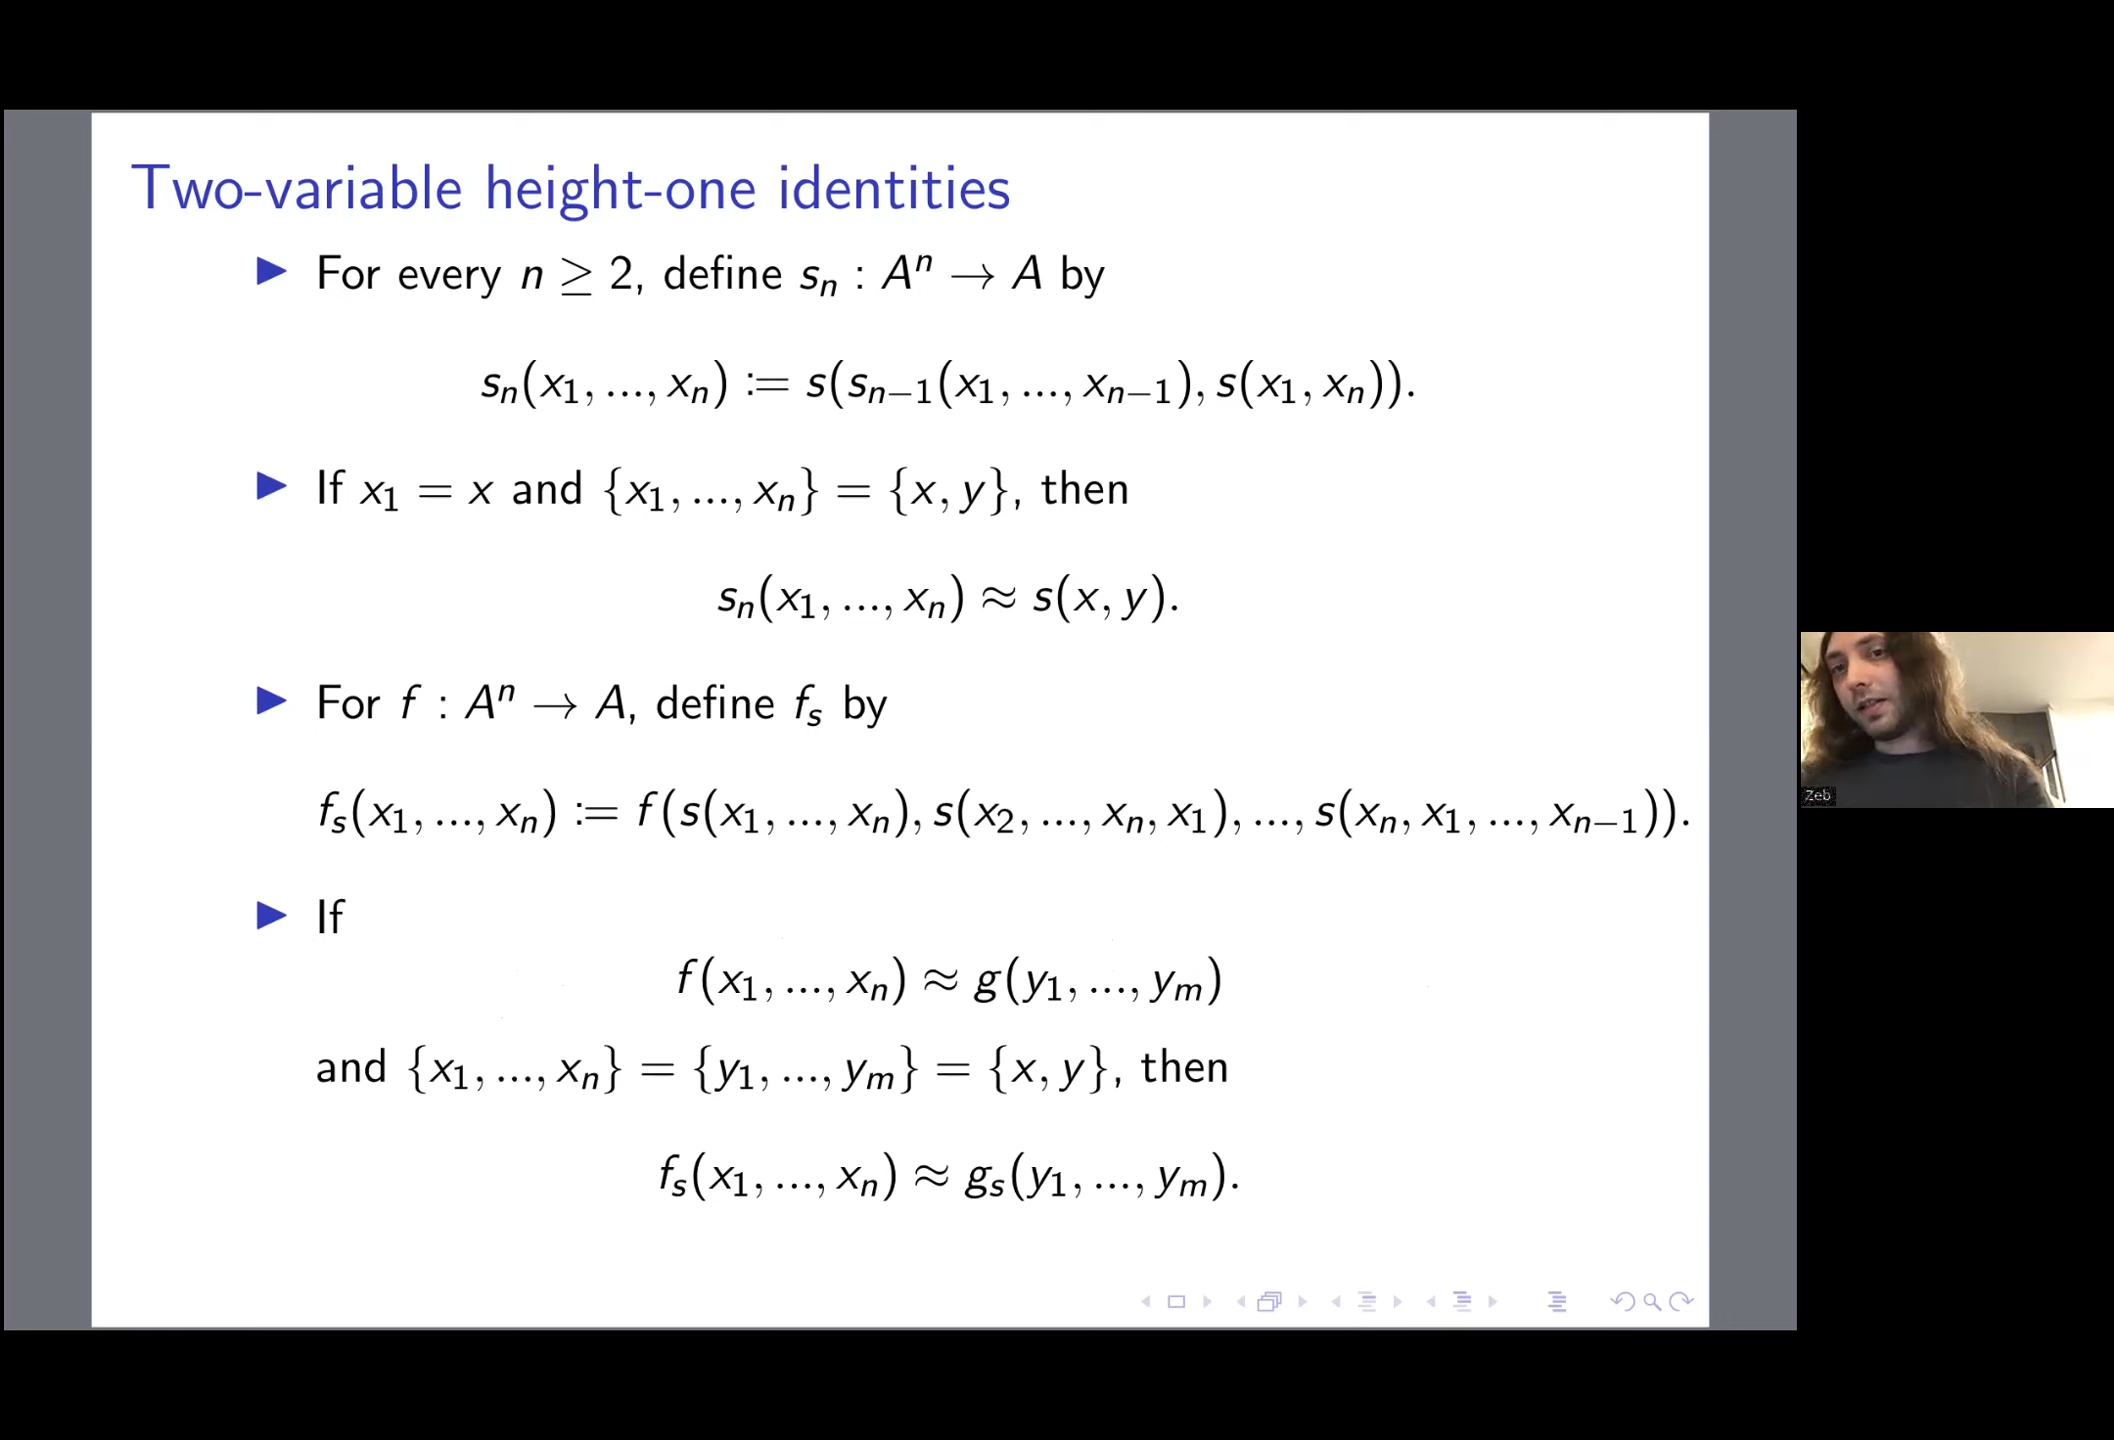 Two-variable height-one identities
▶ For every n ≥ 2, define sₙ : Aⁿ → A by
sₙ(x₁, ..., xₙ) := s(sₙ₋₁(x₁, ..., xₙ₋₁), s(x₁, xₙ)).
▶ If x₁ = x and {x₁, ..., xₙ} = {x, y}, then
sₙ(x₁, ..., xₙ) ≈ s(x, y).
▶ For f : Aⁿ → A, define fₛ by
fₛ(x₁, ..., xₙ) := f(s(x₁, ..., xₙ), s(x₂, ..., xₙ, x₁), ..., s(xₙ, x₁, ..., xₙ₋₁)).
▶ If
f(x₁, ..., xₙ) ≈ g(y₁, ..., yₘ)
and {x₁, ..., xₙ} = {y₁, ..., yₘ} = {x, y}, then
fₛ(x₁, ..., xₙ) ≈ gₛ(y₁, ..., yₘ).
Zeb